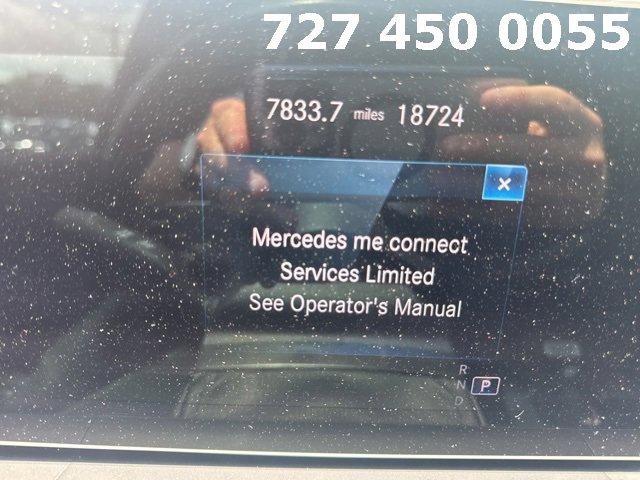 727 450 0055
7833.7 miles 18724
×
Mercedes me connect
Services Limited
See Operator's Manual
R
N P
D